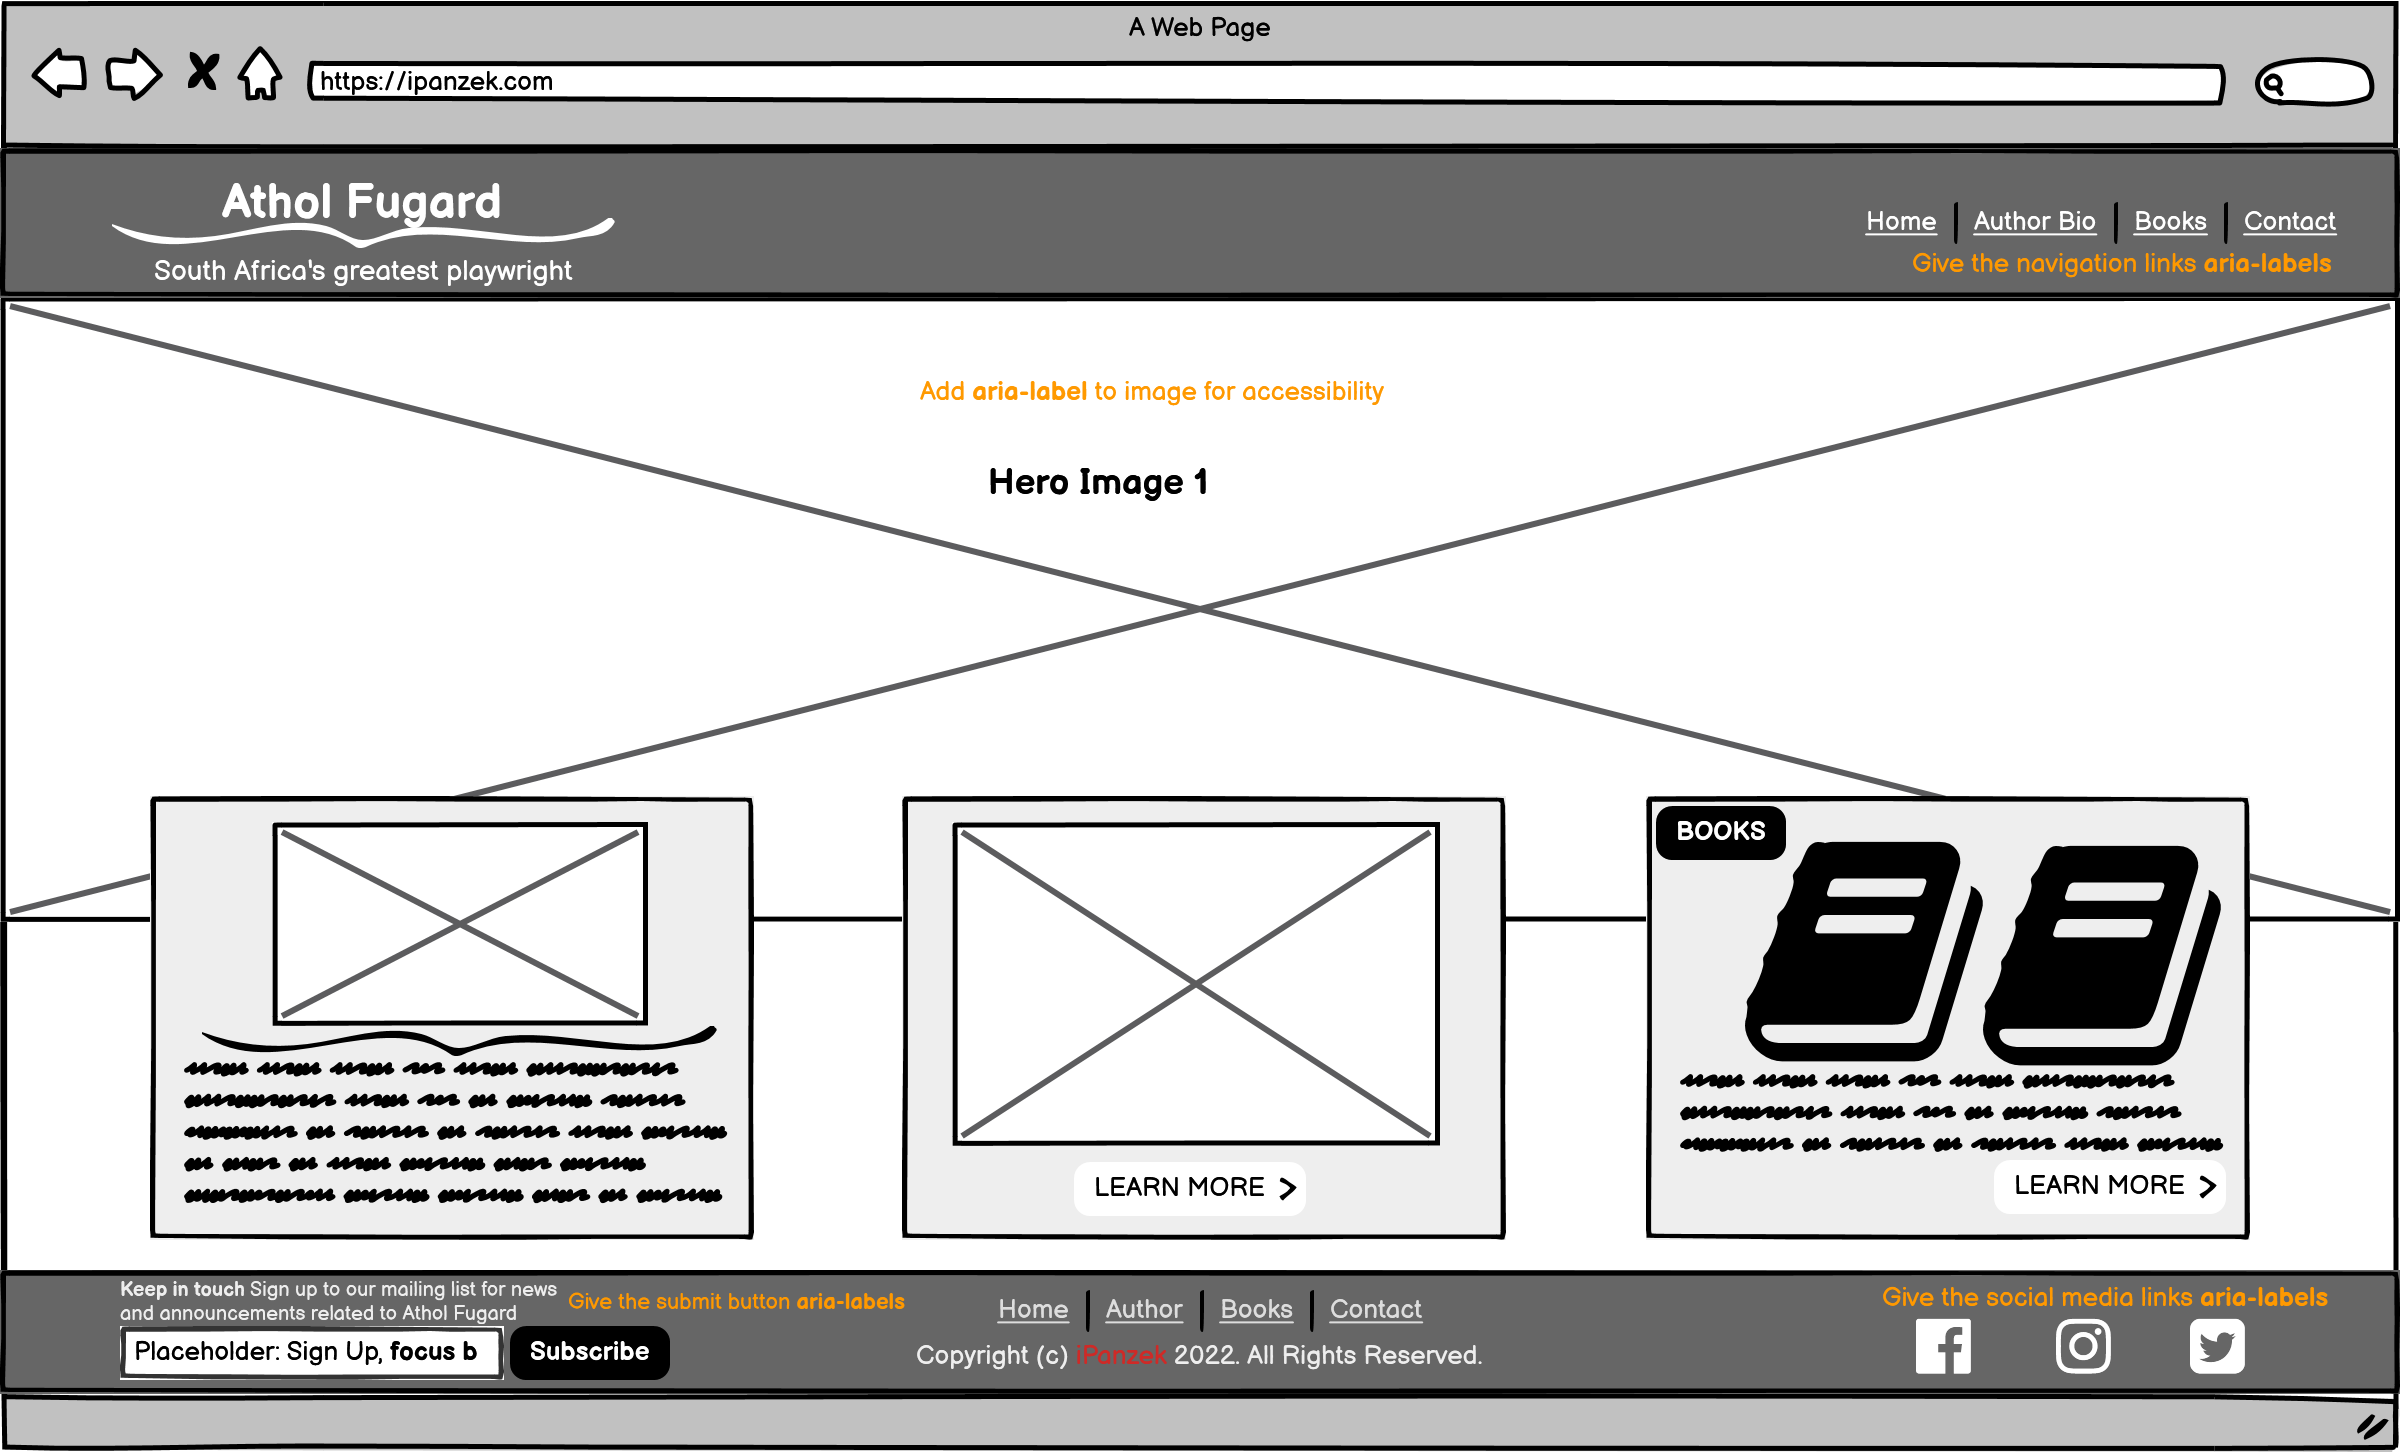 A Web Page
https://ipanzek.com
Athol Fugard
South Africa's greatest playwright
Home Author Bio Books Contact
Give the navigation links aria-labels
Add aria-label to image for accessibility
Hero Image 1
BOOKS
LEARN MORE
LEARN MORE
Keep in touch Sign up to our mailing list for news
and announcements related to Athol Fugard
Give the submit button aria-labels
Placeholder: Sign Up, focus b
Subscribe
Home Author Books Contact
Copyright (c) iPanzek 2022. All Rights Reserved.
Give the social media links aria-labels